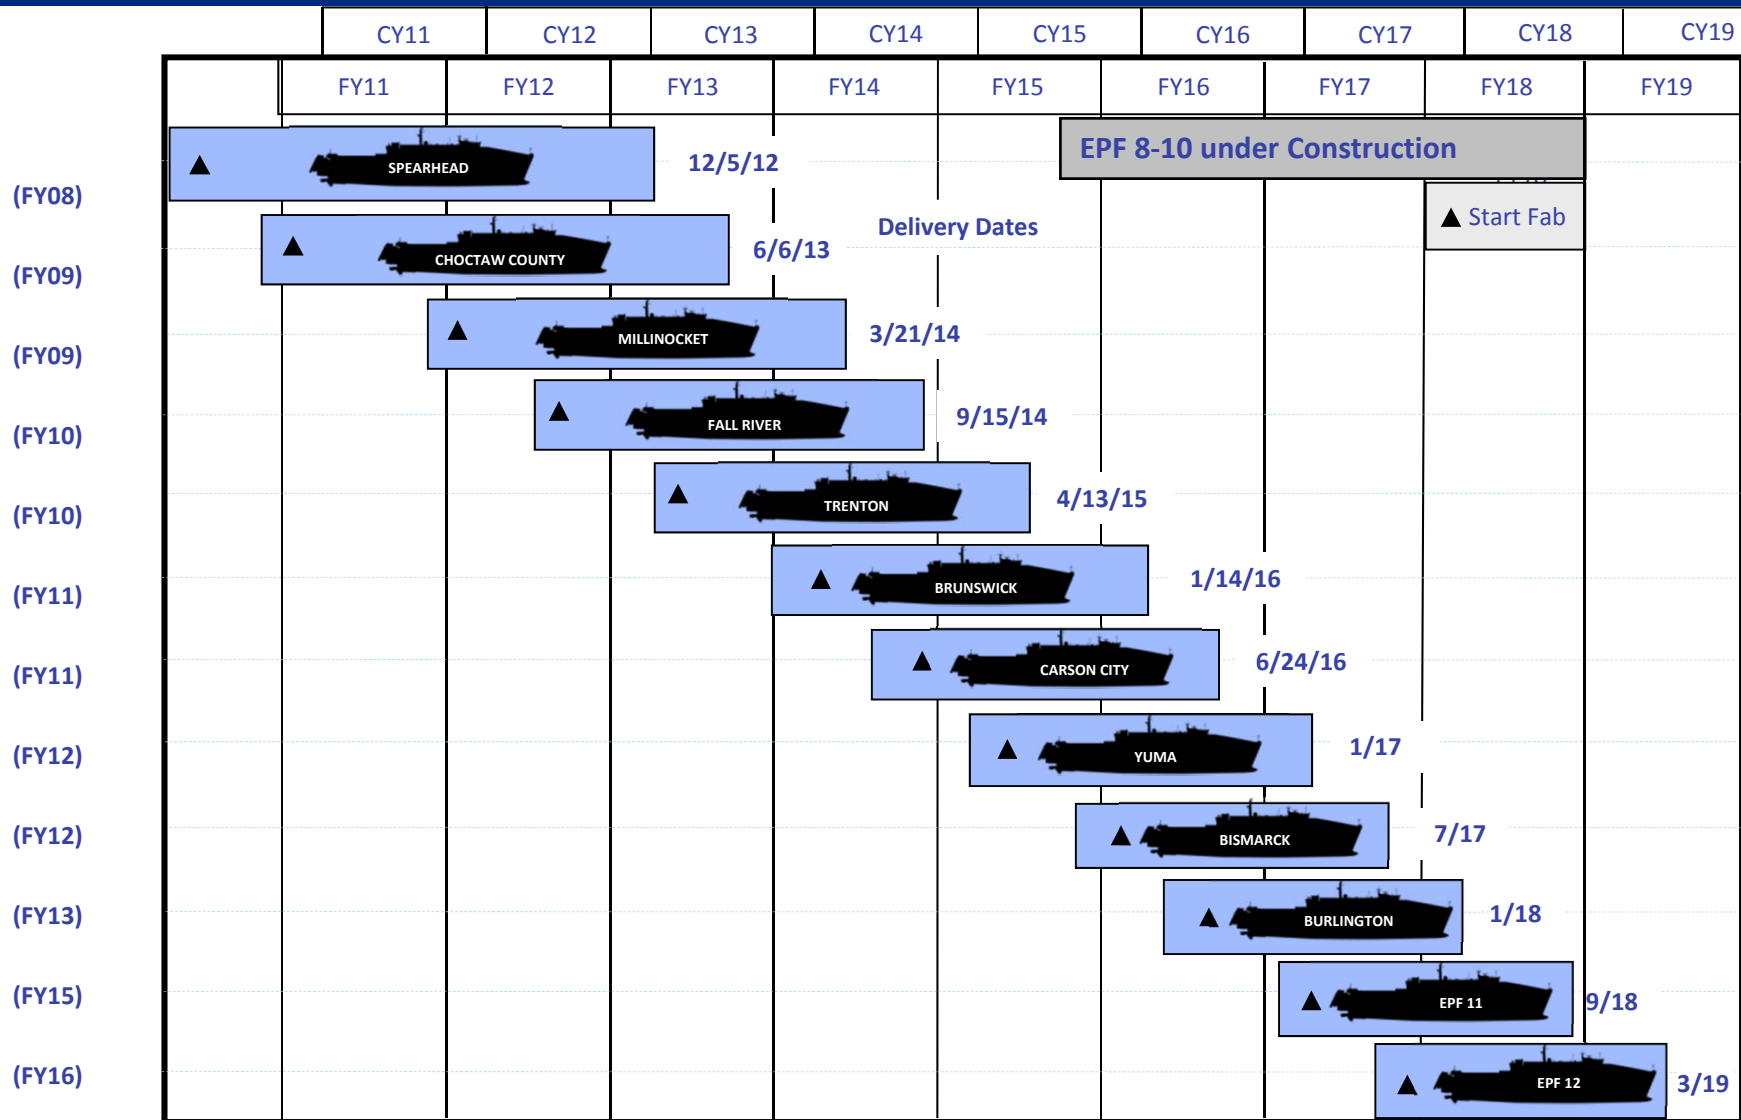 CY11 CY12 CY13 CY14 CY15 CY16 CY17 CY18 CY19
FY11 FY12 FY13 FY14 FY15 FY16 FY17 FY18 FY19
EPF 8-10 under Construction
(FY08) SPEARHEAD 12/5/12
▲ Start Fab
Delivery Dates
(FY09) CHOCTAW COUNTY 6/6/13
(FY09) MILLINOCKET 3/21/14
(FY10) FALL RIVER 9/15/14
(FY10) TRENTON 4/13/15
(FY11) BRUNSWICK 1/14/16
(FY11) CARSON CITY 6/24/16
(FY12) YUMA 1/17
(FY12) BISMARCK 7/17
(FY13) BURLINGTON 1/18
(FY15) EPF 11 9/18
(FY16) EPF 12 3/19